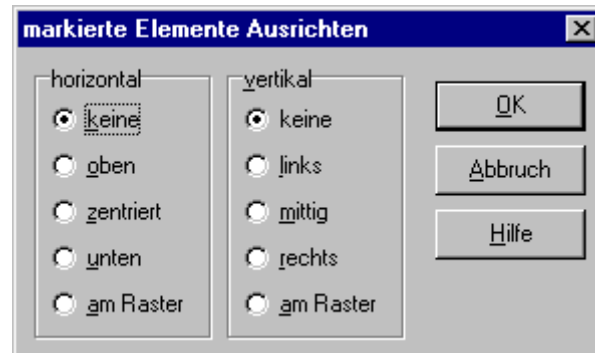 markierte Elemente Ausrichten
horizontal
keine
oben
zentriert
unten
am Raster
vertikal
keine
links
mittig
rechts
am Raster
OK
Abbruch
Hilfe